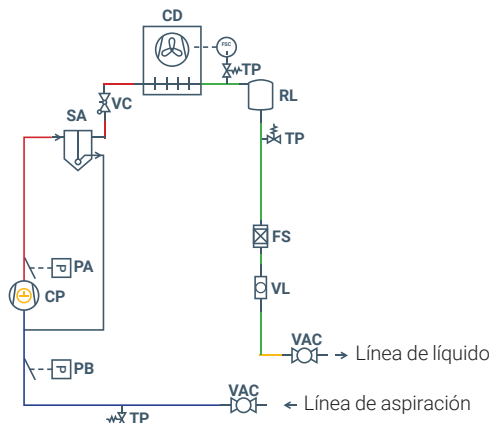 CD
FSC
TP
VC
RL
SA
TP
FS
PA
P
CP
VL
VAC
Línea de líquido
PB
P
VAC
Línea de aspiración
TP